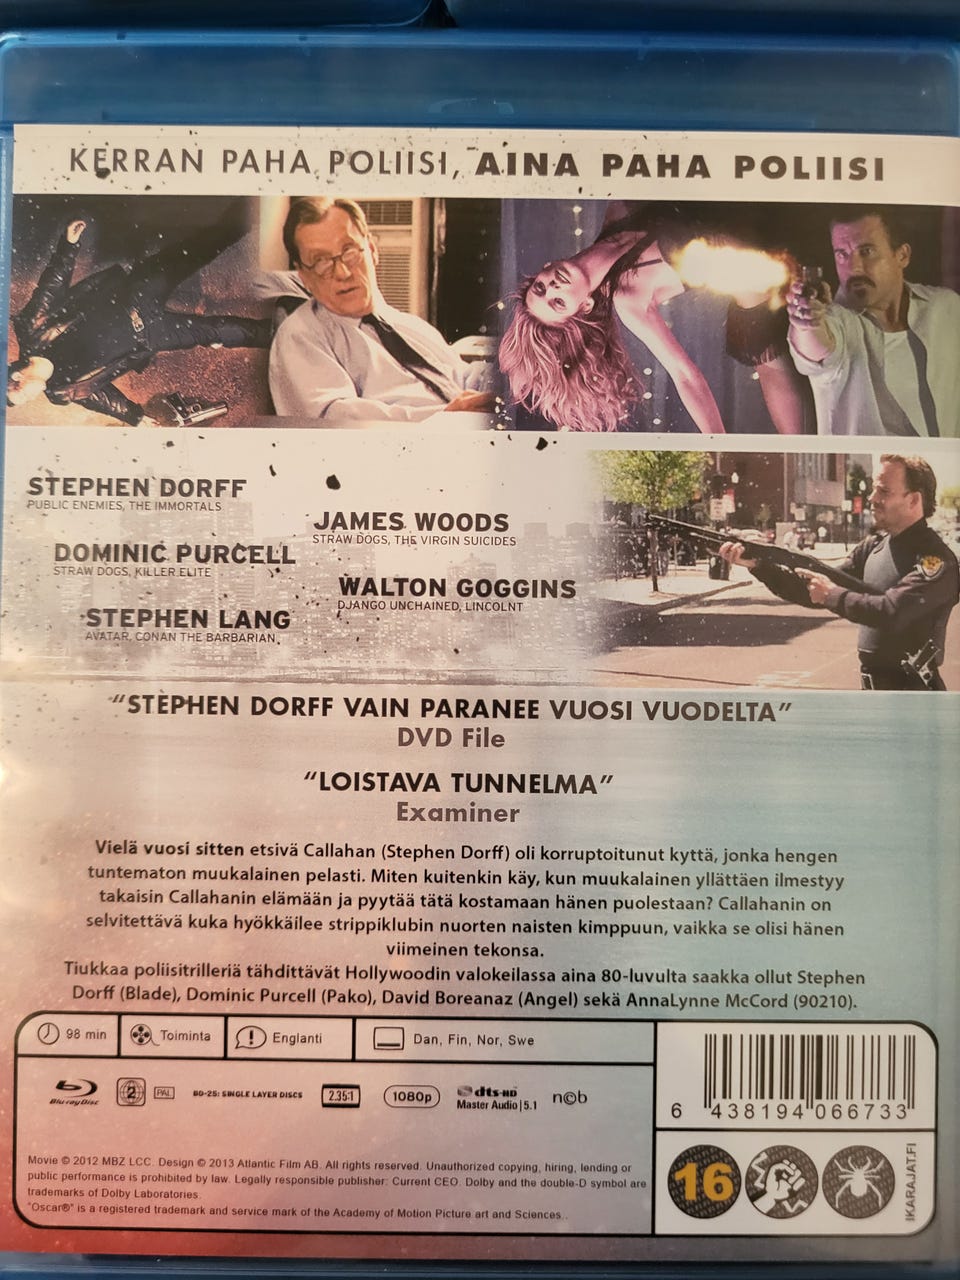 KERRAN PAHA POLIISI, AINA PAHA POLIISI
STEPHEN DORFF
PUBLIC ENEMIES, THE IMMORTALS
JAMES WOODS
STRAW DOGS, THE VIRGIN SUICIDES
DOMINIC PURCELL
STRAW DOGS, KILLER ELITE
WALTON GOGGINS
DJANGO UNCHAINED, LINCOLNT
STEPHEN LANG
AVATAR, CONAN THE BARBARIAN,
"STEPHEN DORFF VAIN PARANEE VUOSI VUODELTA"
DVD File
"LOISTAVA TUNNELMA"
Examiner
Vielä vuosi sitten etsivä Callahan (Stephen Dorff) oli korruptoitunut kyttä, jonka hengen
tuntematon muukalainen pelasti. Miten kuitenkin käy, kun muukalainen yllättäen ilmestyy
takaisin Callahanin elämään ja pyytää tätä kostamaan hänen puolestaan? Callahanin on
selvitettävä kuka hyökkäilee strippiklubin nuorten naisten kimppuun, vaikka se olisi hänen
viimeinen tekonsa.
Tiukkaa poliisitrilleriä tähdittävät Hollywoodin valokeilassa aina 80-luvulta saakka ollut Stephen
Dorff (Blade), Dominic Purcell (Pako), David Boreanaz (Angel) sekä AnnaLynne McCord (90210).
98 min Toiminta Englanti Dan, Fin, Nor, Swe
Blu-ray Disc 2 PAL BD-25: SINGLE LAYER DISCS 2.35:1 1080p dts-HD Master Audio | 5.1 ncb
6 438194 066733
Movie © 2012 MBZ LCC. Design © 2013 Atlantic Film AB. All rights reserved. Unauthorized copying, hiring, lending or
public performance is prohibited by law. Legally responsible publisher: Current CEO. Dolby and the double-D symbol are
trademarks of Dolby Laboratories.
"Oscar®" is a registered trademark and service mark of the Academy of Motion Picture art and Sciences..
16
IKARAJAT.FI